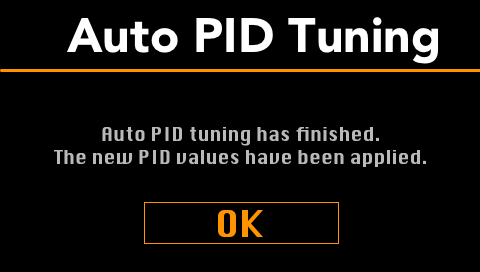 Auto PID Tuning
Auto PID tuning has finished.
The new PID values have been applied.
OK